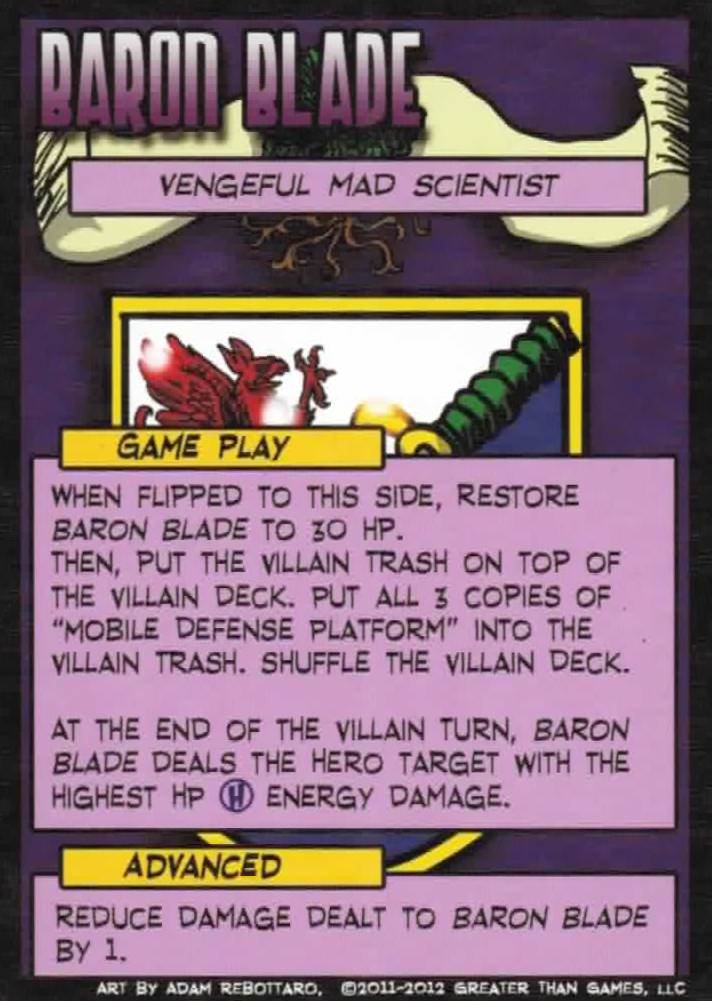 BARON BLADE
VENGEFUL MAD SCIENTIST
GAME PLAY
WHEN FLIPPED TO THIS SIDE, RESTORE
BARON BLADE TO 30 HP.
THEN, PUT THE VILLAIN TRASH ON TOP OF
THE VILLAIN DECK. PUT ALL 3 COPIES OF
"MOBILE DEFENSE PLATFORM" INTO THE
VILLAIN TRASH. SHUFFLE THE VILLAIN DECK.
AT THE END OF THE VILLAIN TURN, BARON
BLADE DEALS THE HERO TARGET WITH THE
HIGHEST HP Ⓗ ENERGY DAMAGE.
ADVANCED
REDUCE DAMAGE DEALT TO BARON BLADE
BY 1.
ART BY ADAM REBOTTARO, ©2011-2012 GREATER THAN GAMES, LLC